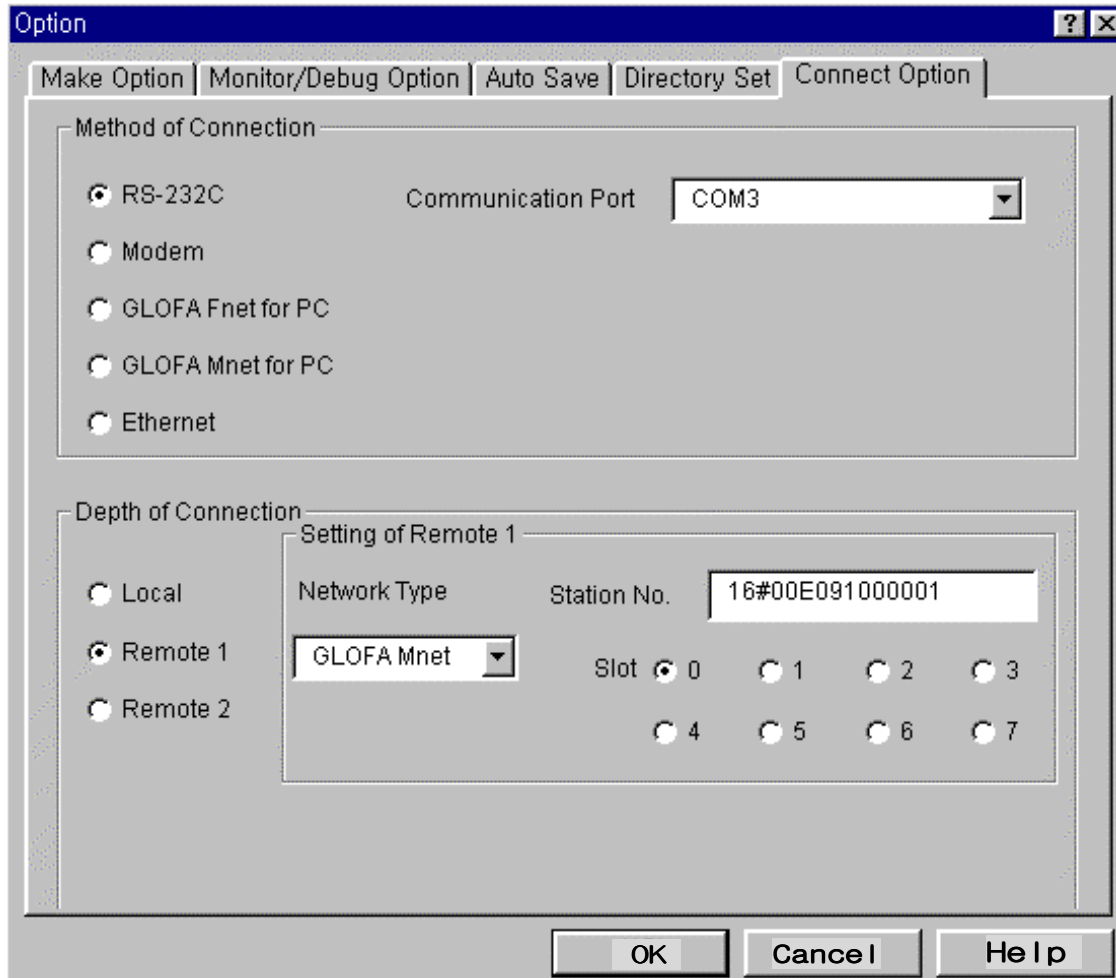 Option
Make Option Monitor/Debug Option Auto Save Directory Set Connect Option
Method of Connection
RS-232C Communication Port COM3
Modem
GLOFA Fnet for PC
GLOFA Mnet for PC
Ethernet
Depth of Connection
Setting of Remote 1
Local Network Type Station No. 16#00E091000001
Remote 1 GLOFA Mnet Slot 0 1 2 3
Remote 2 4 5 6 7
OK Cancel Help